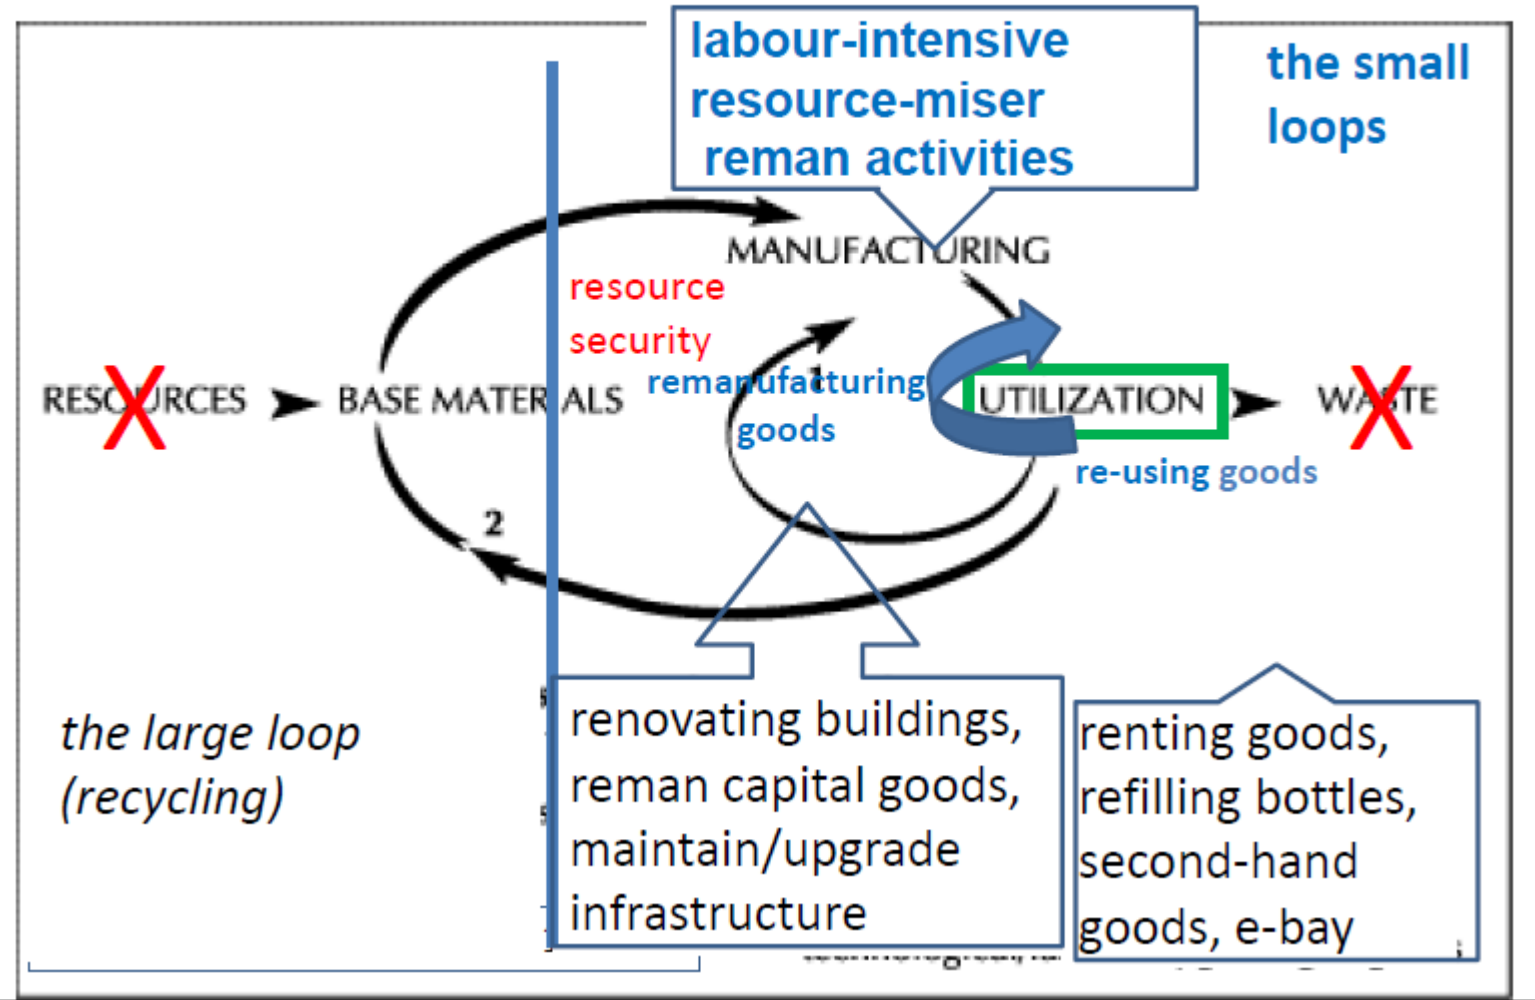 labour-intensive
resource-miser
reman activities
the small
loops
MANUFACTURING
resource
security
1
remanufacturing
goods
RESOURCES
BASE MATERIALS
UTILIZATION
WASTE
re-using goods
2
the large loop
(recycling)
renovating buildings,
reman capital goods,
maintain/upgrade
infrastructure
renting goods,
refilling bottles,
second-hand
goods, e-bay